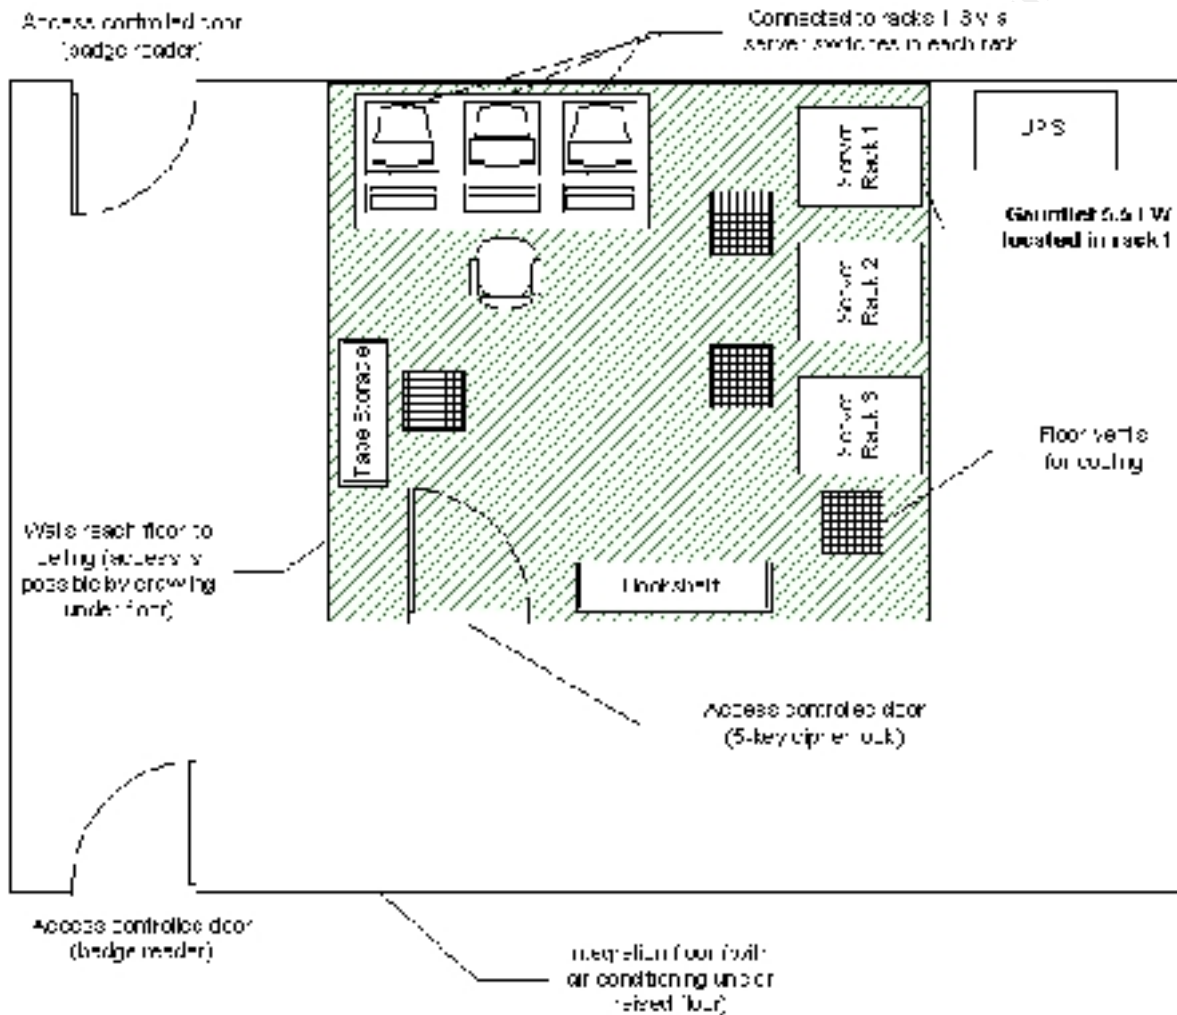 Access controlled door
(badge reader)
Connected to racks 1-3 via
server switches in each rack
UPS
Server
Rack 1
Gauntlet 5.5 FW
located in rack 1
Server
Rack 2
Server
Rack 3
Tape Storage
Floor vents
for cooling
Walls reach floor to
ceiling (access is
possible by crawling
under floor)
Bookshelf
Access controlled door
(5-key cipher lock)
Access controlled door
(badge reader)
Integration floor (with
air conditioning under
raised floor)